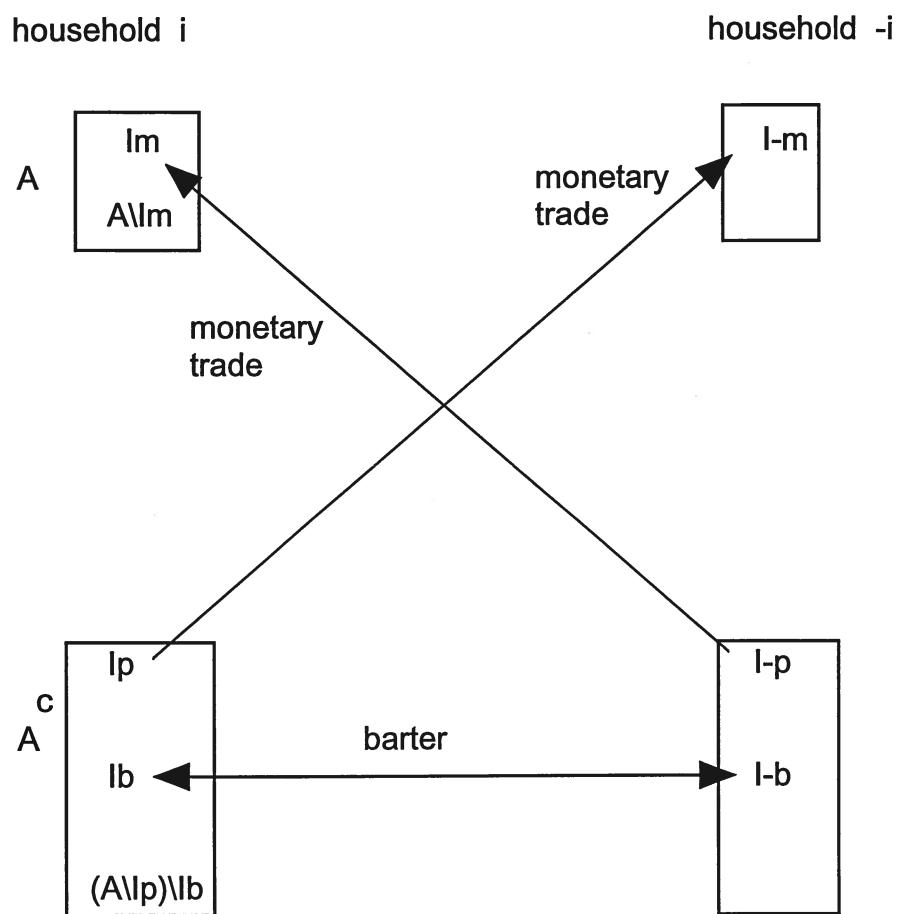 household i
household -i
Im
I-m
A
A\Im
monetary
trade
monetary
trade
Ip
I-p
c
A
barter
Ib
I-b
(A\Ip)\Ib